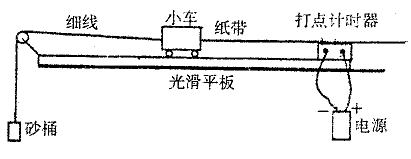 细线
小车
纸带
打点计时器
光滑平板
- +
砂桶
电源